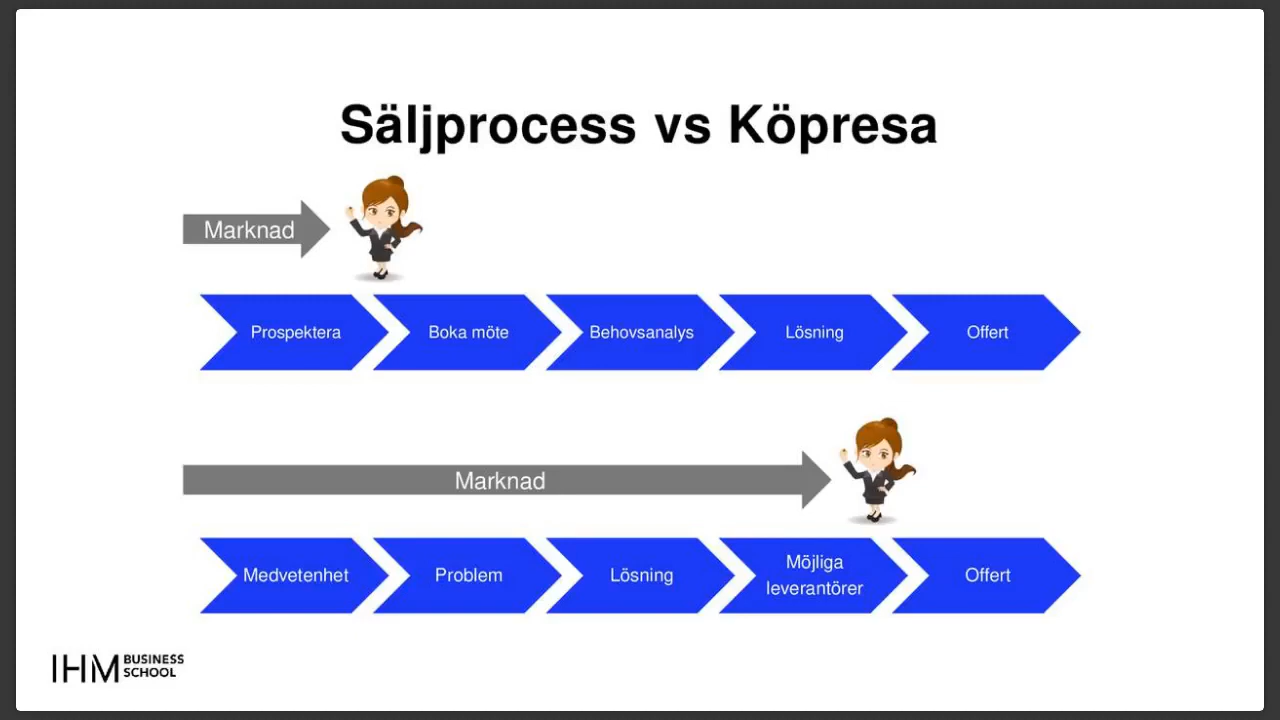 Säljprocess vs Köpresa
Marknad
Prospektera
Boka möte
Behovsanalys
Lösning
Offert
Marknad
Medvetenhet
Problem
Lösning
Möjliga
leverantörer
Offert
IHM BUSINESS
SCHOOL